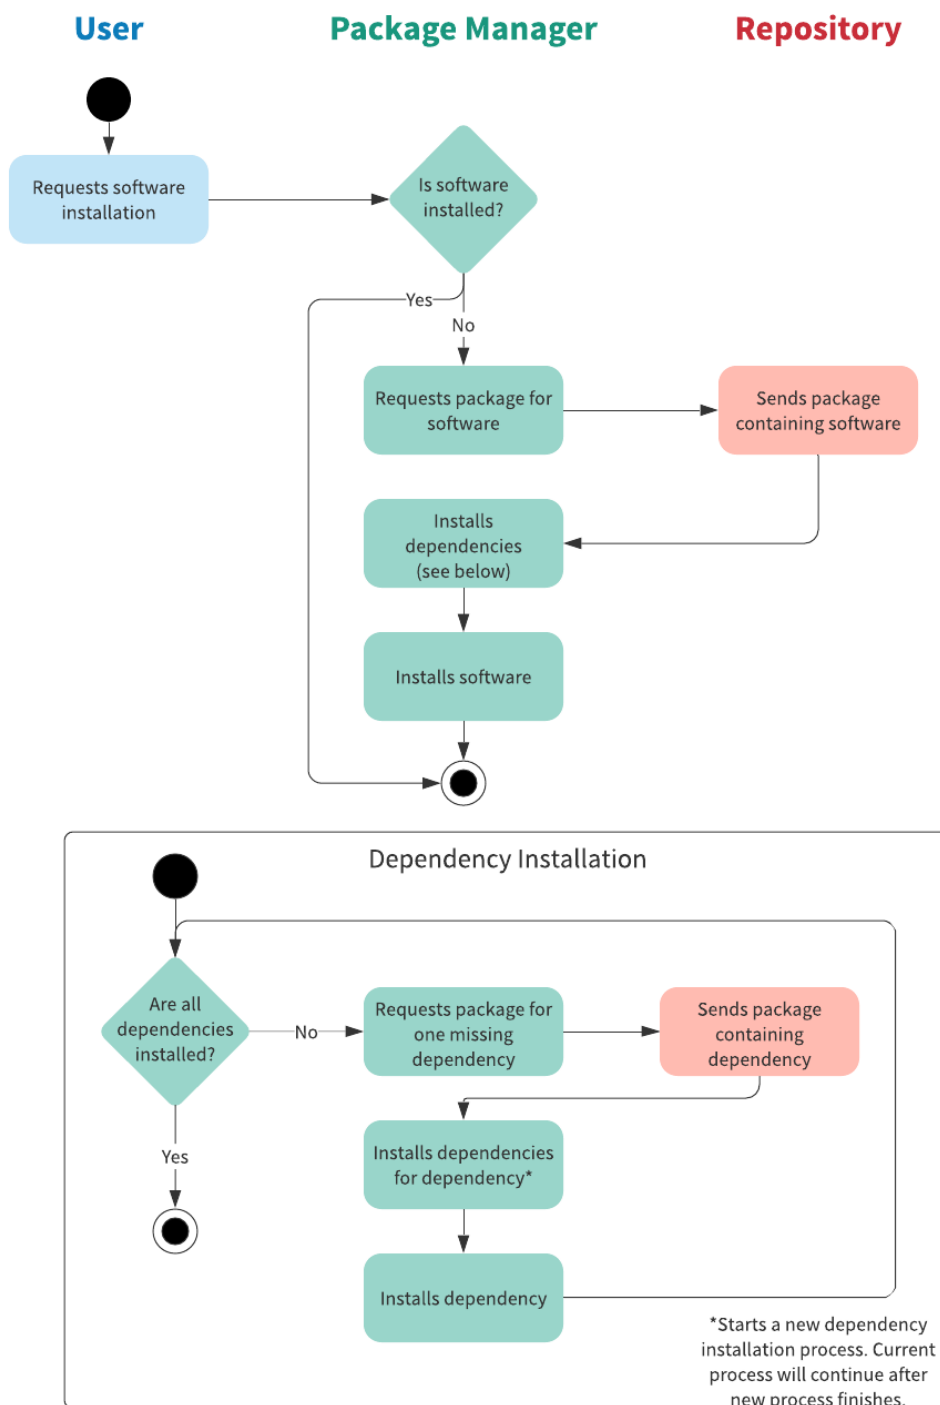 User
Package Manager
Repository
Requests software
installation
Is software
installed?
Yes
No
Requests package for
software
Sends package
containing software
Installs
dependencies
(see below)
Installs software
Dependency Installation
Are all
dependencies
installed?
No
Requests package for
one missing
dependency
Sends package
containing
dependency
Yes
Installs dependencies
for dependency*
Installs dependency
*Starts a new dependency
installation process. Current
process will continue after
new process finishes.